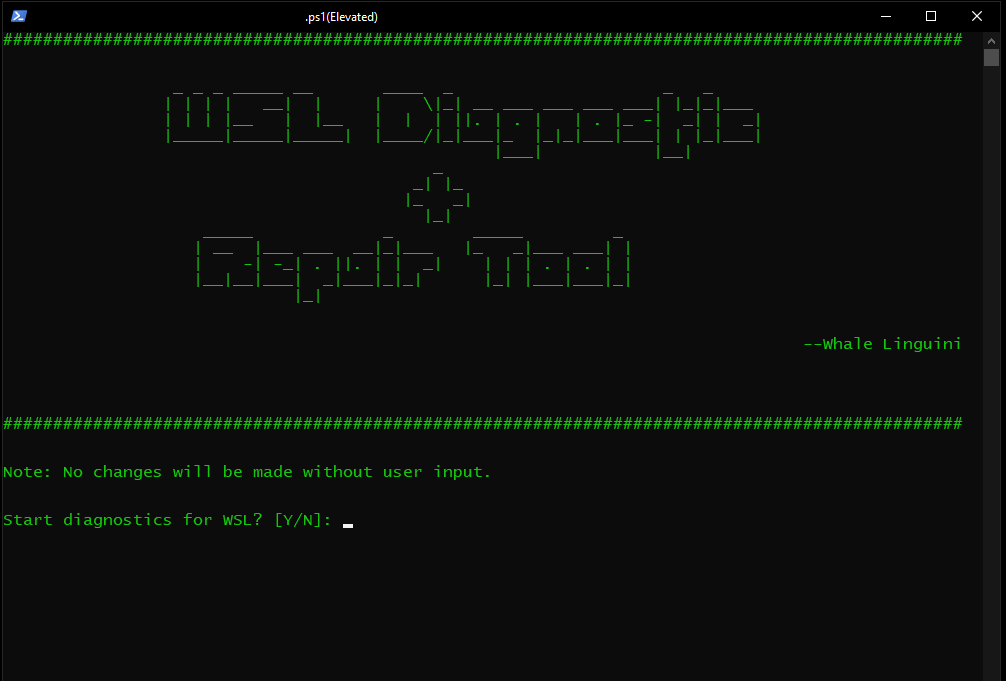 .ps1(Elevated)
################################################################################################
WSL Diagnostic
+
Repair Tool
--Whale Linguini
################################################################################################
Note: No changes will be made without user input.
Start diagnostics for WSL? [Y/N]: